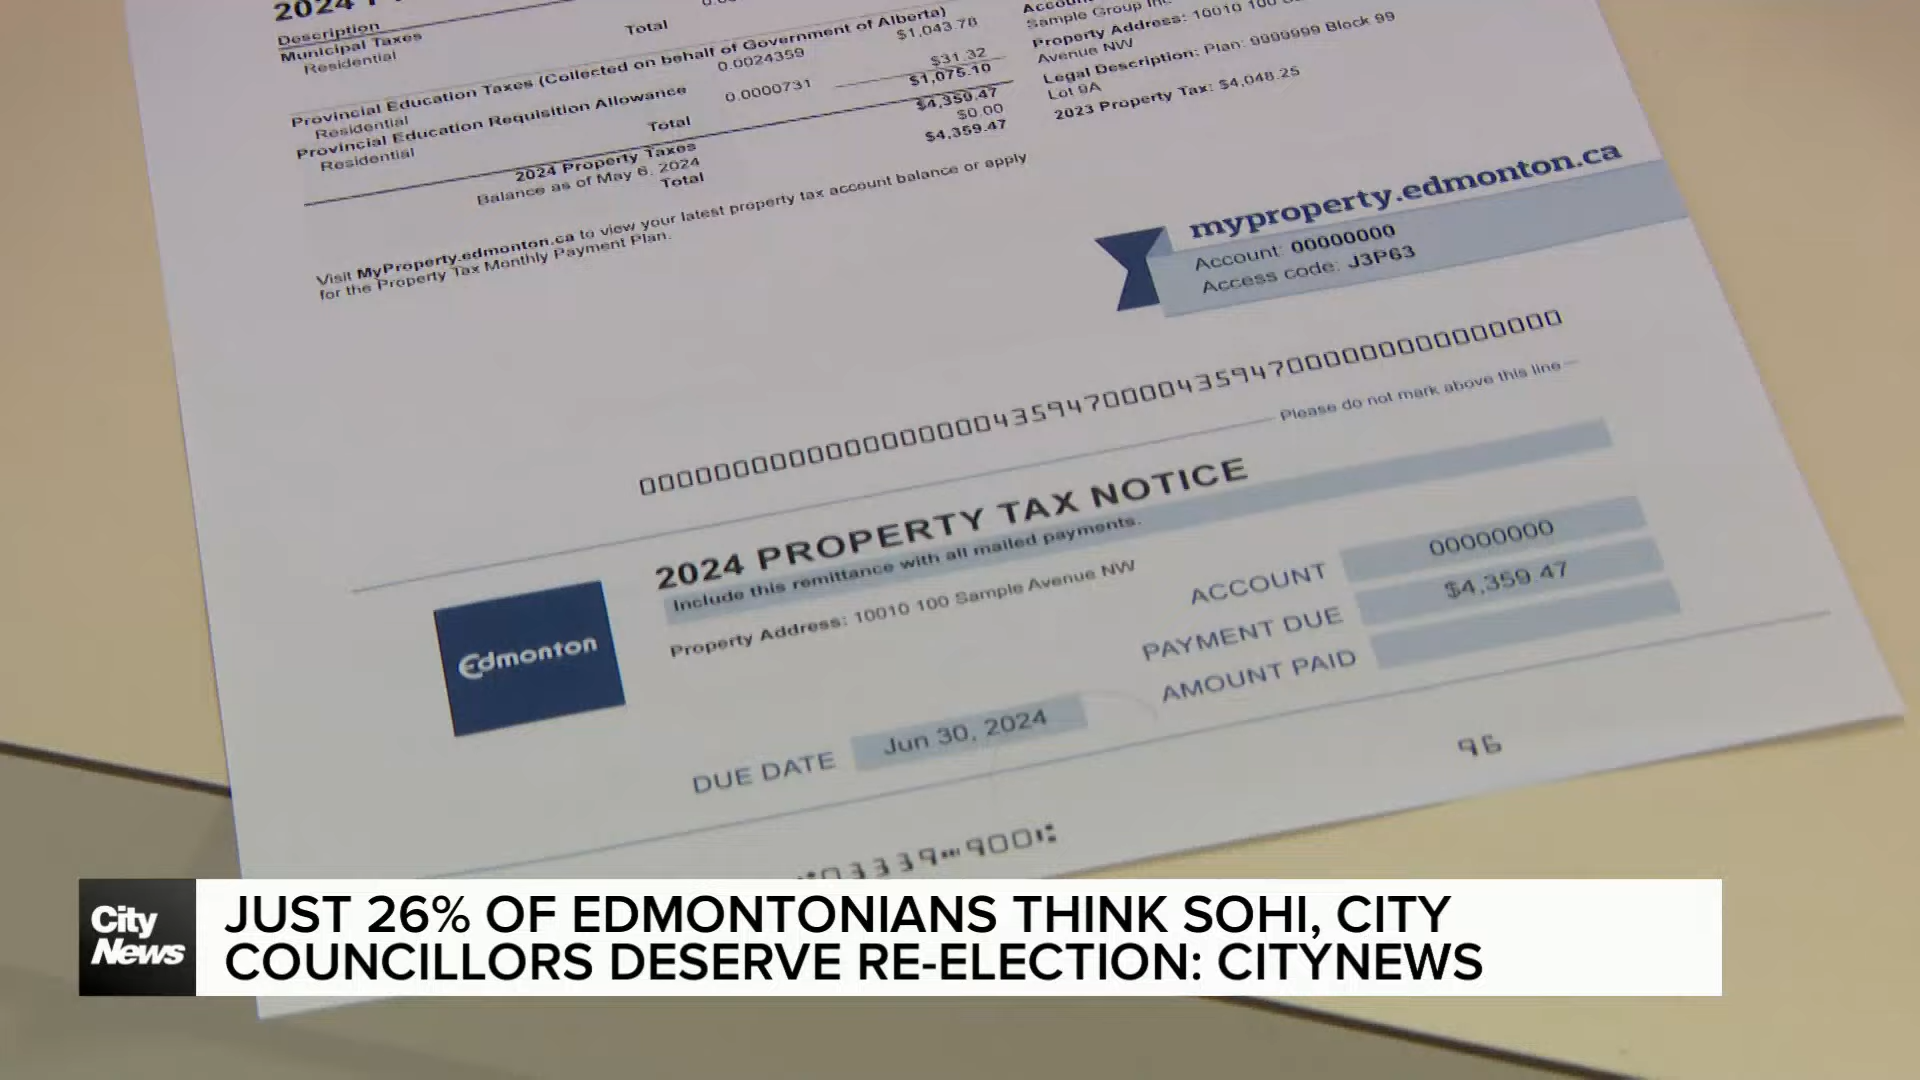 2024
Description
Municipal Taxes
Residential
Total
Provincial Education Taxes (Collected on behalf of Government of Alberta)
Residential 0.0024359 $1,043.78
Provincial Education Requisition Allowance
Residential 0.0000731 $31.32
Total $1,075.10
2024 Property Taxes $4,359.47
Balance as of May 6, 2024 $0.00
Total $4,359.47
Visit MyProperty.edmonton.ca to view your latest property tax account balance or apply
for the Property Tax Monthly Payment Plan.
Sample Group Inc.
Property Address: 10010 100
Avenue NW
Legal Description: Plan: 9999999 Block 99
Lot 9A
2023 Property Tax: $4,048.25
myproperty.edmonton.ca
Account: 00000000
Access code: J3P63
Please do not mark above this line
2024 PROPERTY TAX NOTICE
Include this remittance with all mailed payments.
Property Address: 10010 100 Sample Avenue NW
Edmonton
ACCOUNT 00000000
PAYMENT DUE $4,359.47
AMOUNT PAID
DUE DATE Jun 30, 2024
96
03339 900
City
News
JUST 26% OF EDMONTONIANS THINK SOHI, CITY
COUNCILLORS DESERVE RE-ELECTION: CITYNEWS